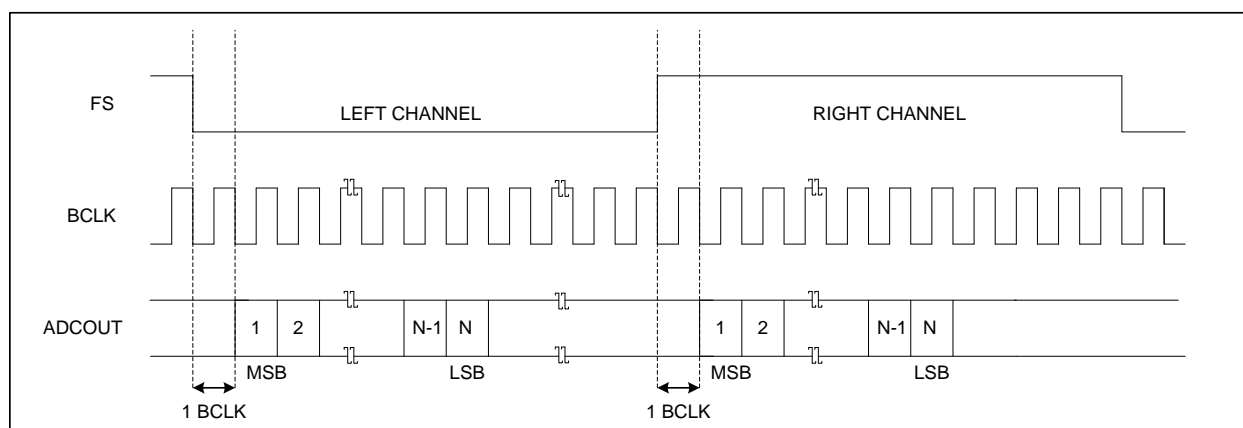 FS
LEFT CHANNEL
RIGHT CHANNEL
BCLK
ADCOUT
1 2 N-1 N 1 2 N-1 N
MSB LSB MSB LSB
1 BCLK 1 BCLK